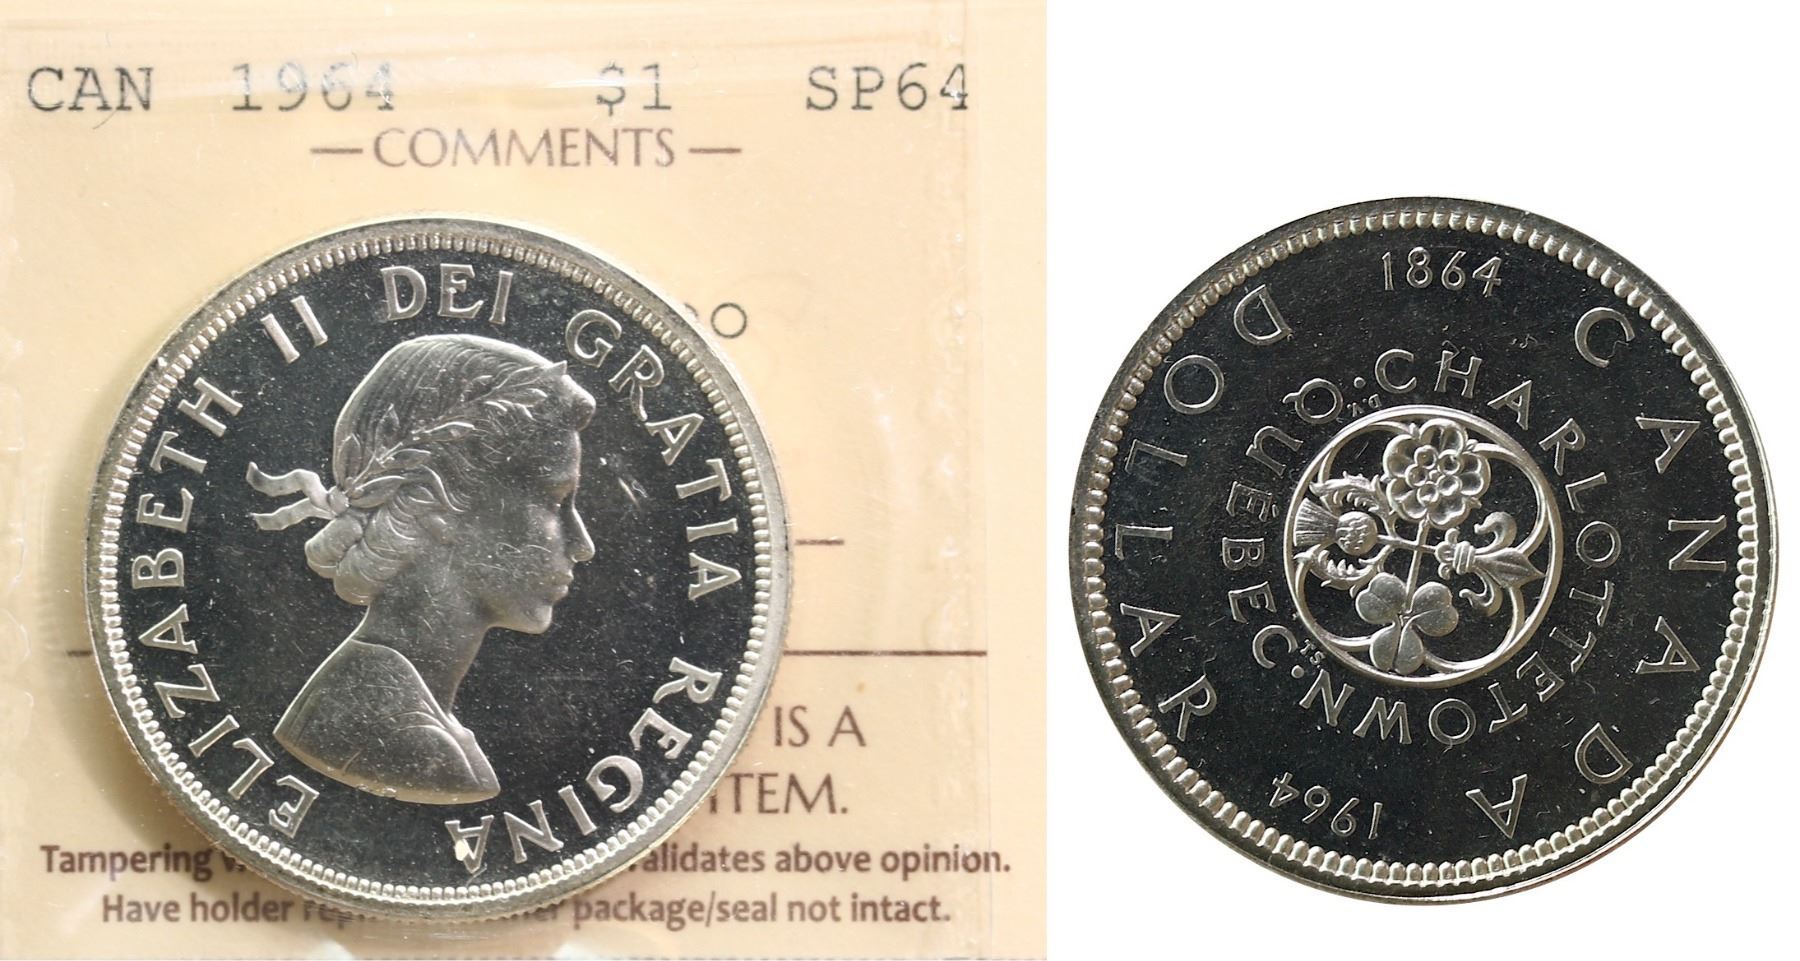 CAN 1964 $1 SP64
— COMMENTS —
ELIZABETH II DEI GRATIA REGINA
IS A
ITEM.
Tampering validates above opinion.
Have holder package/seal not intact.
1864
CANADA
1964
DOLLAR
CHARLOTTETOWN · QUÉBEC ·
TS